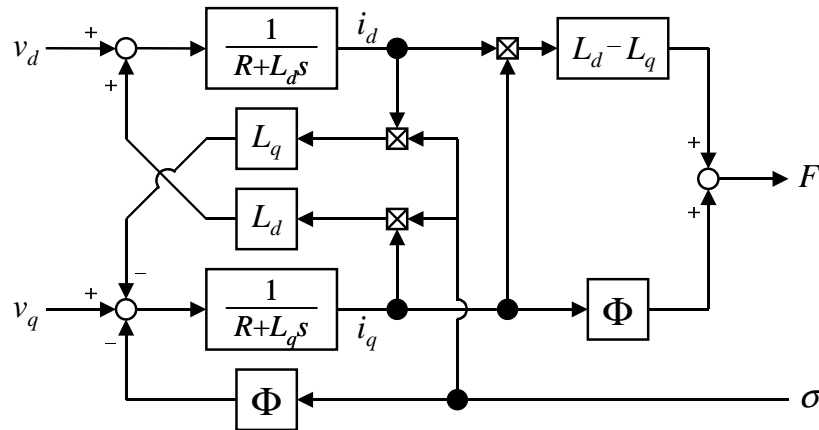 v_d
+
+
1
R+L_d s
i_d
L_d − L_q
L_q
+
F
+
L_d
−
v_q
+
−
1
R+L_q s
i_q
Φ
Φ
σ